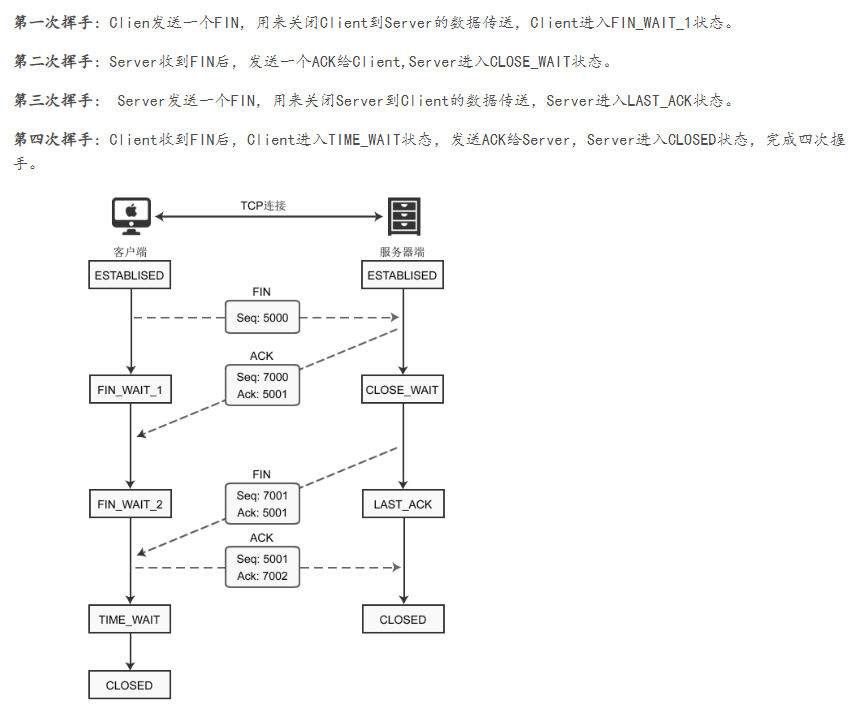 第一次挥手：Clien发送一个FIN，用来关闭Client到Server的数据传送，Client进入FIN_WAIT_1状态。
第二次挥手：Server收到FIN后，发送一个ACK给Client,Server进入CLOSE_WAIT状态。
第三次挥手： Server发送一个FIN，用来关闭Server到Client的数据传送，Server进入LAST_ACK状态。
第四次挥手：Client收到FIN后，Client进入TIME_WAIT状态，发送ACK给Server，Server进入CLOSED状态，完成四次握
手。
TCP连接
客户端
服务器端
ESTABLISED
ESTABLISED
FIN
Seq: 5000
ACK
Seq: 7000
Ack: 5001
FIN_WAIT_1
CLOSE_WAIT
FIN
Seq: 7001
Ack: 5001
FIN_WAIT_2
LAST_ACK
ACK
Seq: 5001
Ack: 7002
TIME_WAIT
CLOSED
CLOSED